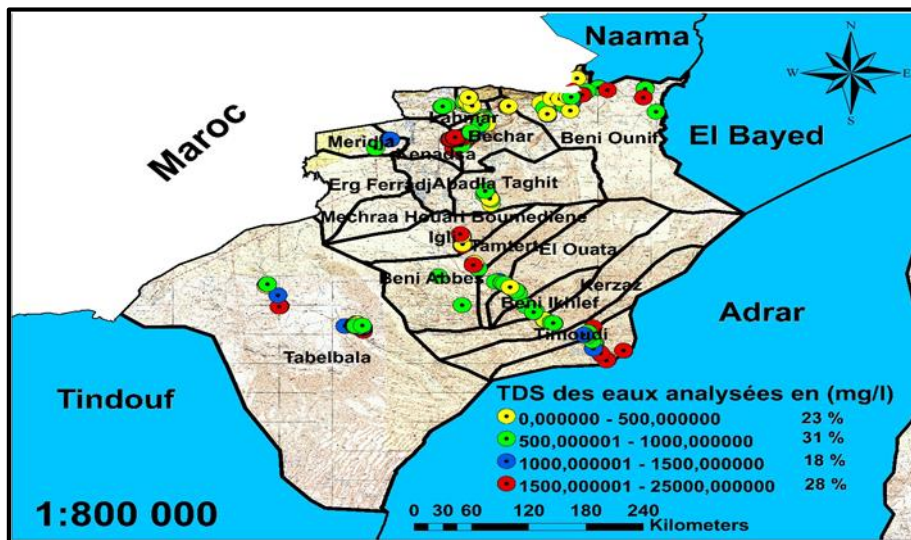 Naama
N
W
E
S
El Bayed
Maroc
Kahmar
Bechar
Beni Ounif
Meridja
Kenadsa
Erg Ferradj
Abadla
Taghit
Mechraa Houari Boumediene
Igli
Tamtert
El Ouata
Beni Abbes
Kerzaz
Beni Ikhlef
Timoudi
Adrar
Tabelbala
Tindouf
TDS des eaux analysées en (mg/l)
0,000000 - 500,000000 23 %
500,000001 - 1000,000000 31 %
1000,000001 - 1500,000000 18 %
1500,000001 - 25000,000000 28 %
1:800 000
0 30 60 120 180 240
Kilometers